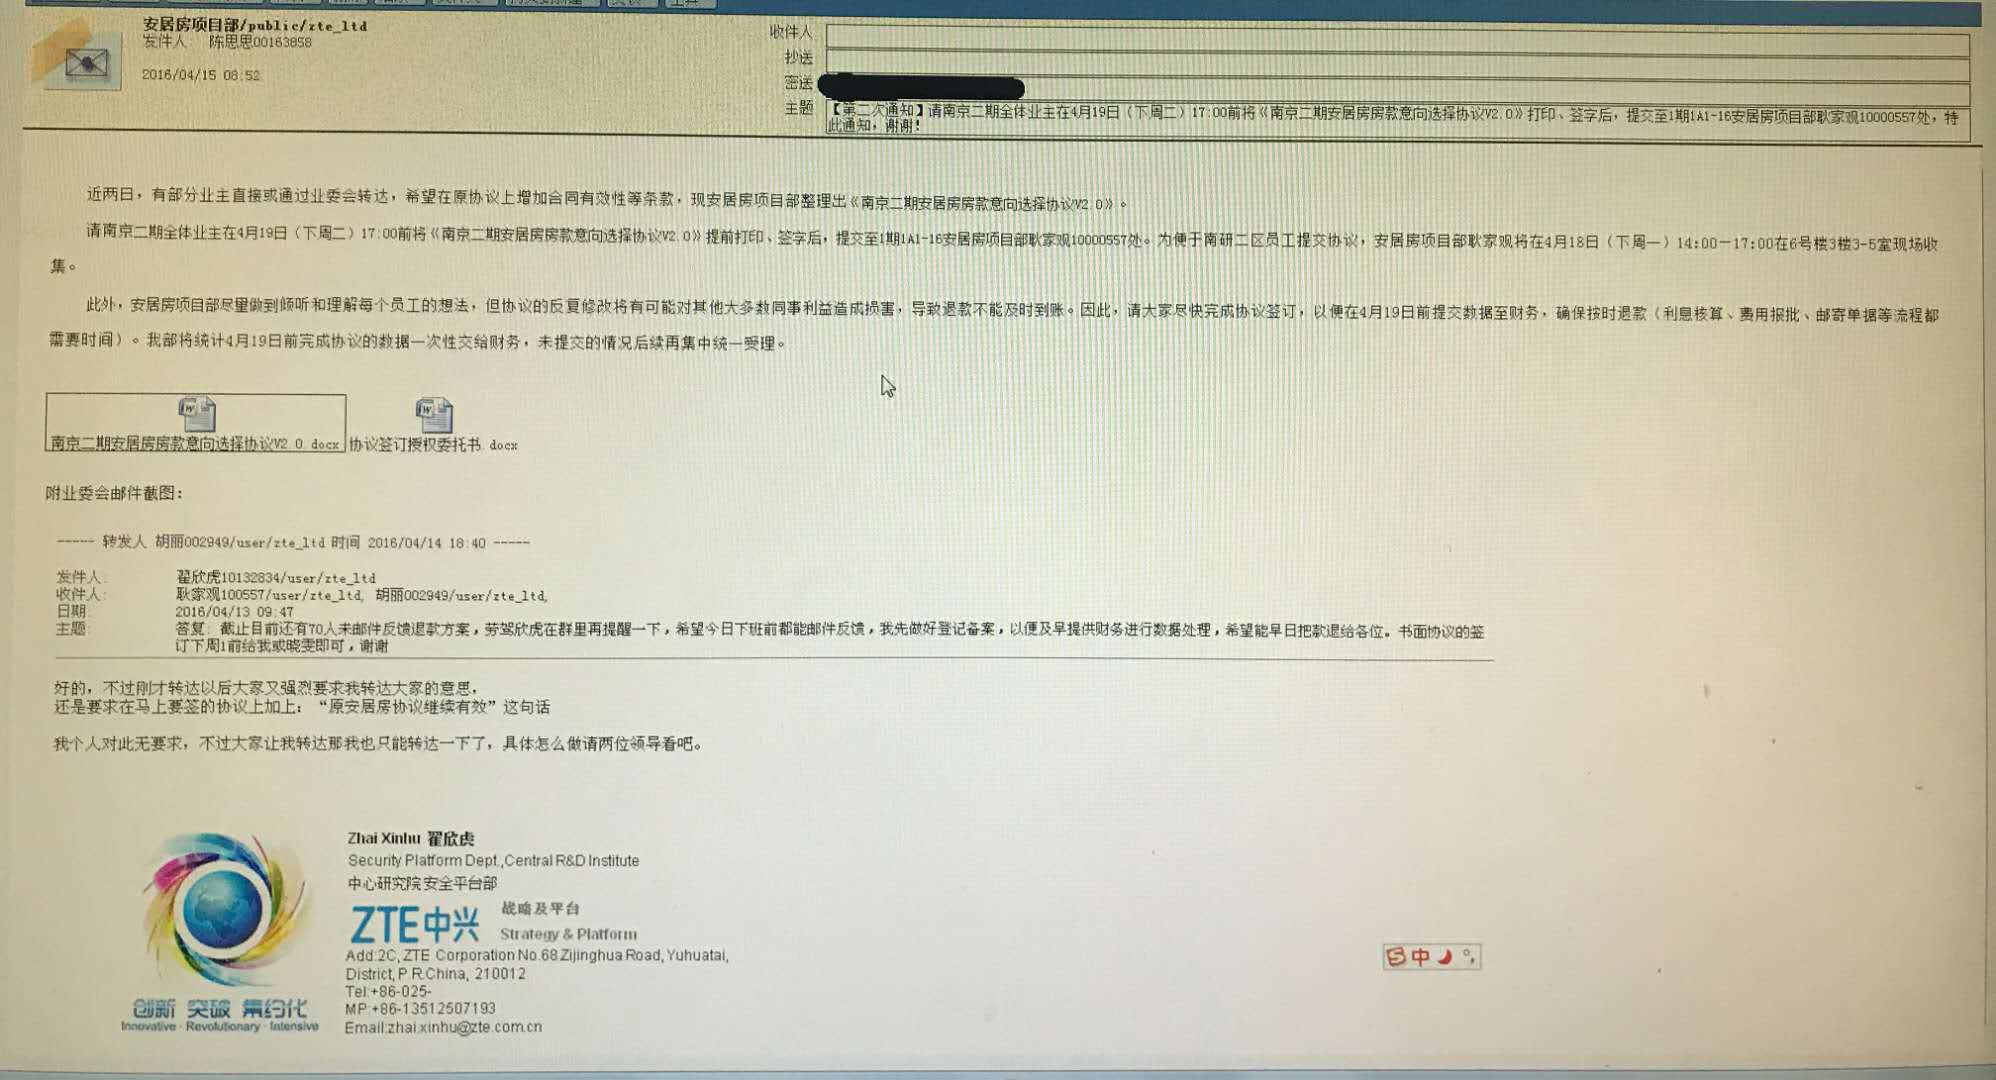 安居房项目部/public/zte_ltd
发件人 陈思思00163858
2016/04/15 08:52
收件人
抄送
密送
主题 【第二次通知】请南京二期全体业主在4月19日（下周二）17:00前将《南京二期安居房房款意向选择协议V2.0》打印、签字后，提交至1期1A1-16安居房项目部耿家观10000557处，特
此通知，谢谢！
近两日，有部分业主直接或通过业委会转达，希望在原协议上增加合同有效性等条款，现安居房项目部整理出《南京二期安居房房款意向选择协议V2.0》。
请南京二期全体业主在4月19日（下周二）17:00前将《南京二期安居房房款意向选择协议V2.0》提前打印、签字后，提交至1期1A1-16安居房项目部耿家观10000557处。为便于南研二区员工提交协议，安居房项目部耿家观将在4月18日（下周一）14:00－17:00在6号楼3楼3-5室现场收
集。
此外，安居房项目部尽里做到倾听和理解每个员工的想法，但协议的反复修改将有可能对其他大多数同事利益造成损害，导致退款不能及时到账。因此，请大家尽快完成协议签订，以便在4月19日前提交数据至财务，确保按时退款（利息核算、费用报批、邮寄单据等流程都
需要时间）。我部将统计4月19日前完成协议的数据一次性交给财务，未提交的情况后续再集中统一受理。
南京二期安居房房款意向选择协议V2.0.docx 协议签订授权委托书.docx
附业委会邮件截图：
----- 转发人 胡丽002949/user/zte_ltd 时间 2016/04/14 18:40 -----
发件人: 翟欣虎10132834/user/zte_ltd
收件人: 耿家观100557/user/zte_ltd, 胡丽002949/user/zte_ltd,
日期: 2016/04/13 09:47
主题: 答复: 截止目前还有70人未邮件反馈退款方案，劳驾欣虎在群里再提醒一下，希望今日下班前都能邮件反馈，我先做好登记备案，以便及早提供财务进行数据处理，希望能早日把款退给各位。书面协议的签
订下周1前给我或晓雯即可，谢谢
好的，不过刚才转达以后大家又强烈要求我转达大家的意思，
还是要求在马上要签的协议上加上：“原安居房协议继续有效”这句话
我个人对此无要求，不过大家让我转达那我也只能转达一下了，具体怎么做请两位领导看吧。
Zhai Xinhu 翟欣虎
Security Platform Dept.,Central R&D Institute
中心研究院安全平台部
ZTE中兴 战略及平台
Strategy & Platform
Add:2C,ZTE Corporation No.68 Zijinghua Road, Yuhuatai,
District, P.R.China, 210012
Tel:+86-025-
MP:+86-13512507193
Email:zhai.xinhu@zte.com.cn
创新 突破 集约化
Innovative · Revolutionary · Intensive
S中